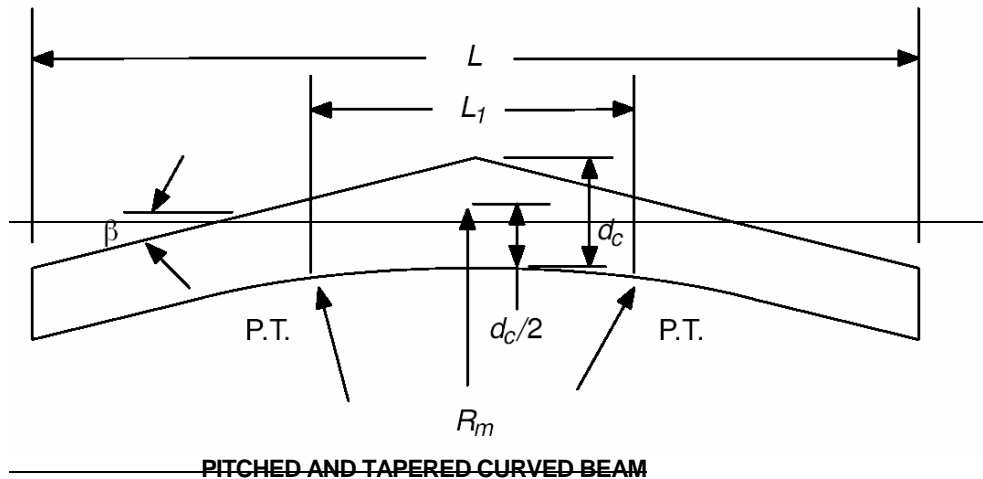 L
L1
β
dc
P.T.
dc/2
P.T.
Rm
PITCHED AND TAPERED CURVED BEAM